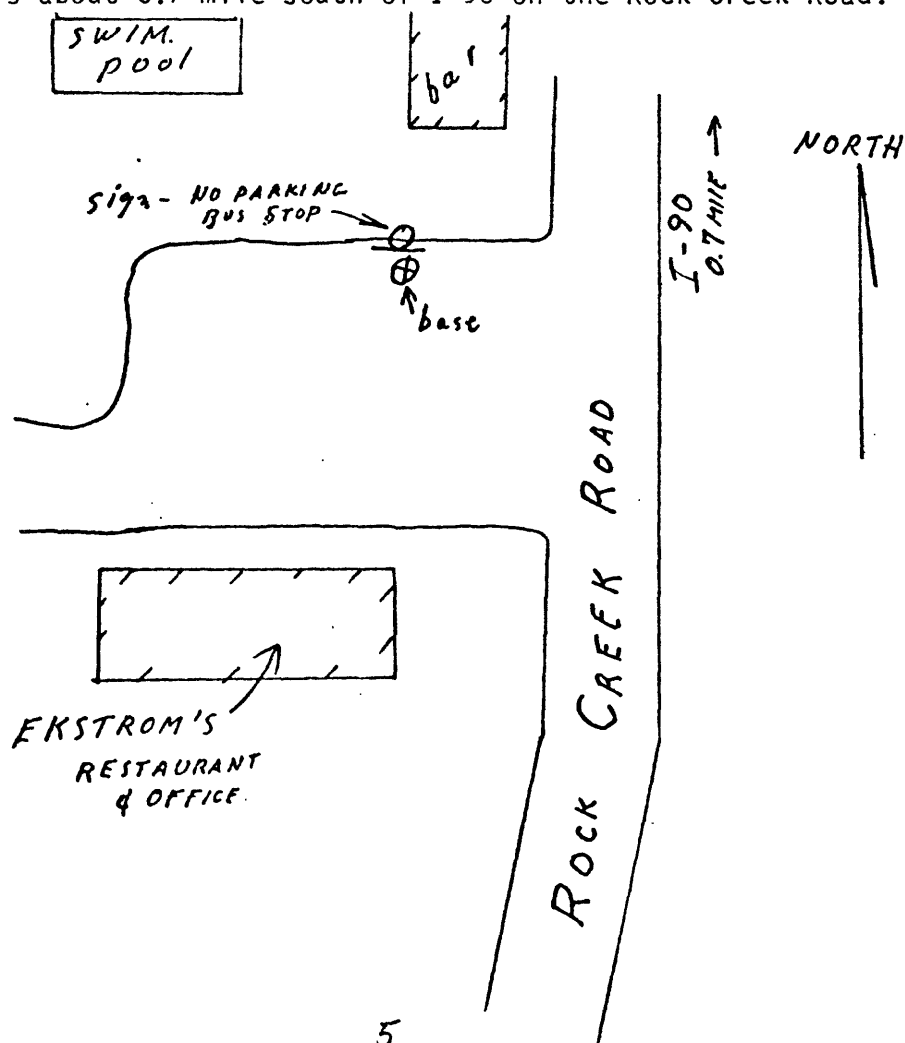 s about 0.7 mile south of I-90 on the Rock Creek Road.
SWIM.
pool
bar
NORTH
sign - NO PARKING
BUS STOP
I-90
0.7 MILE
base
ROCK CREEK ROAD
EKSTROM'S
RESTAURANT
& OFFICE.
5